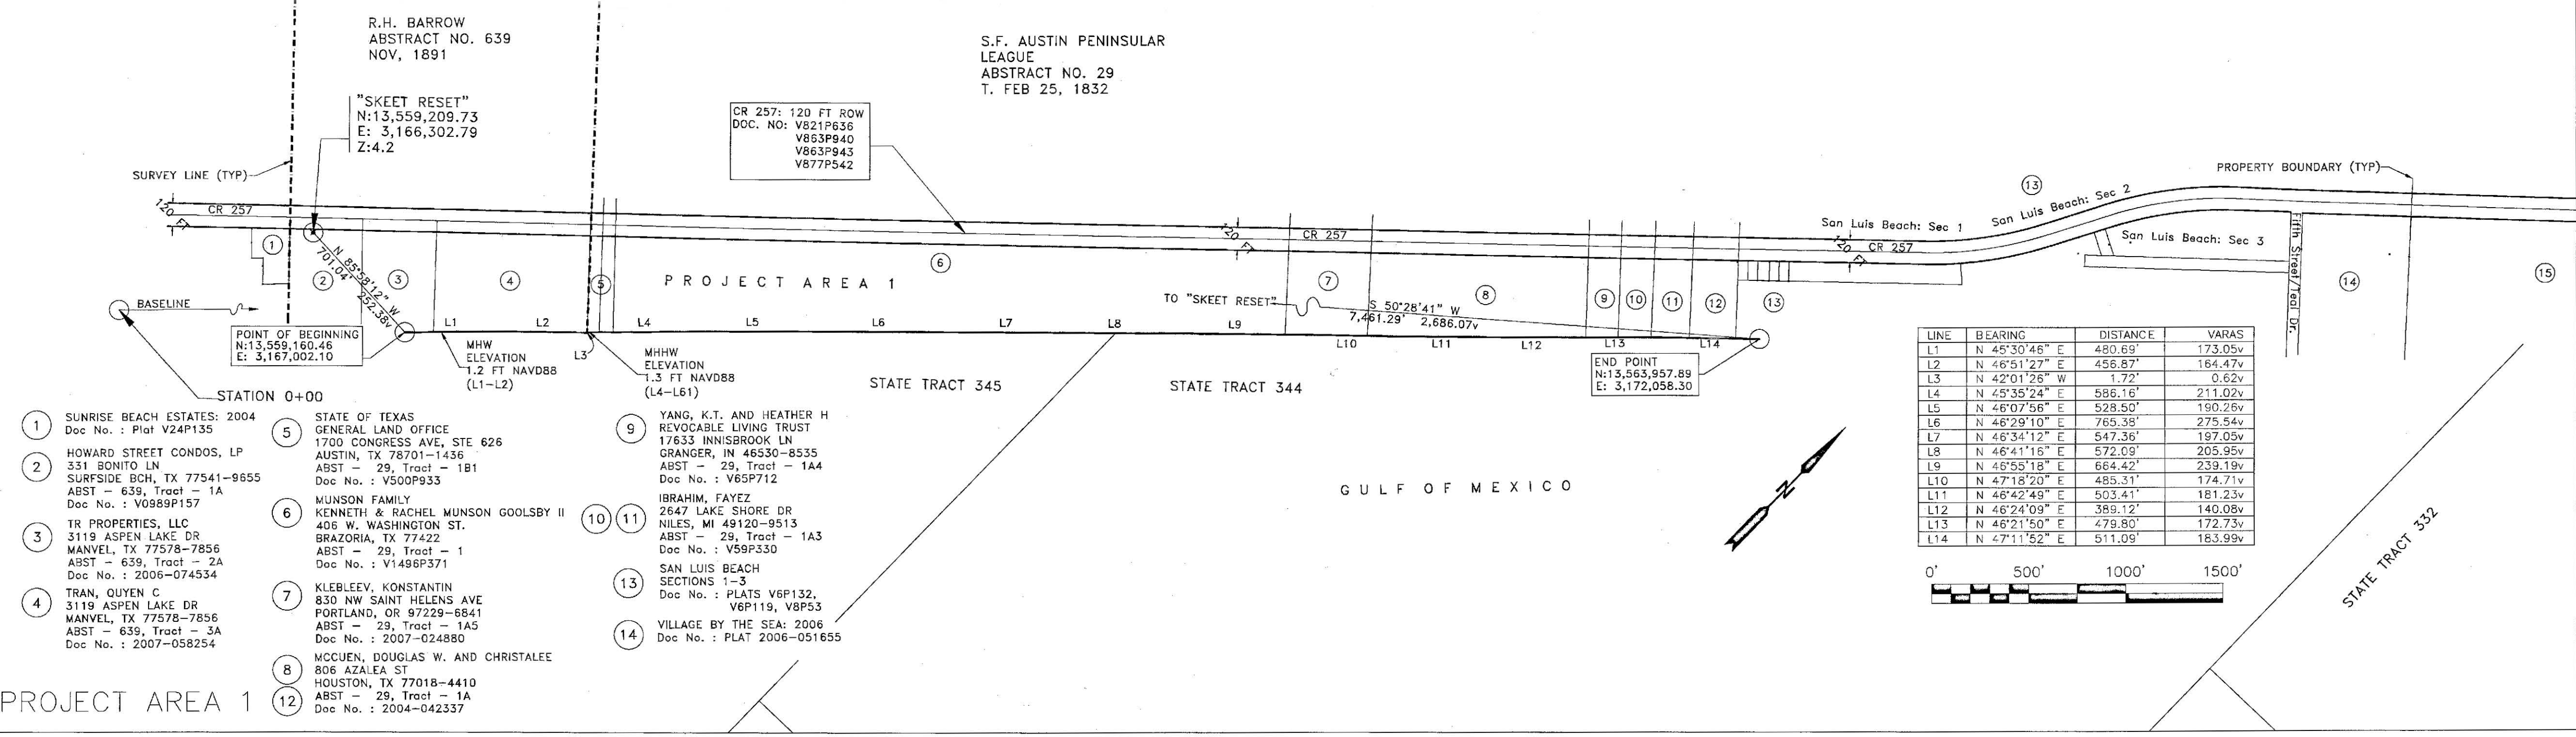 R.H. BARROW
ABSTRACT NO. 639
NOV, 1891
S.F. AUSTIN PENINSULAR
LEAGUE
ABSTRACT NO. 29
T. FEB 25, 1832
"SKEET RESET"
N:13,559,209.73
E: 3,166,302.79
Z:4.2
CR 257: 120 FT ROW
DOC. NO: V821P636
V863P940
V863P943
V877P542
SURVEY LINE (TYP)
PROPERTY BOUNDARY (TYP)
120 FT
CR 257
120 FT
CR 257
San Luis Beach: Sec 1
San Luis Beach: Sec 2
13
120 FT
CR 257
San Luis Beach: Sec 3
Fifth Street/Teal Dr.
1
2
3
4
5
6
7
8
9
10
11
12
13
14
15
N 85°58'12" W
701.04' 252.38v
PROJECT AREA 1
BASELINE
TO "SKEET RESET"
S 50°28'41" W
7,461.29' 2,686.07v
POINT OF BEGINNING
N:13,559,160.46
E: 3,167,002.10
L1
L2
L3
L4
L5
L6
L7
L8
L9
L10
L11
L12
L13
L14
MHW
ELEVATION
1.2 FT NAVD88
(L1-L2)
MHHW
ELEVATION
1.3 FT NAVD88
(L4-L61)
END POINT
N:13,563,957.89
E: 3,172,058.30
STATION 0+00
STATE TRACT 345
STATE TRACT 344
GULF OF MEXICO
N
STATE TRACT 332
LINE BEARING DISTANCE VARAS
L1 N 45°30'46" E 480.69' 173.05v
L2 N 46°51'27" E 456.87' 164.47v
L3 N 42°01'26" W 1.72' 0.62v
L4 N 45°35'24" E 586.16' 211.02v
L5 N 46°07'56" E 528.50' 190.26v
L6 N 46°29'10" E 765.38' 275.54v
L7 N 46°34'12" E 547.36' 197.05v
L8 N 46°41'16" E 572.09' 205.95v
L9 N 46°55'18" E 664.42' 239.19v
L10 N 47°18'20" E 485.31' 174.71v
L11 N 46°42'49" E 503.41' 181.23v
L12 N 46°24'09" E 389.12' 140.08v
L13 N 46°21'50" E 479.80' 172.73v
L14 N 47°11'52" E 511.09' 183.99v
0' 500' 1000' 1500'
1
SUNRISE BEACH ESTATES: 2004
Doc No. : Plat V24P135
2
HOWARD STREET CONDOS, LP
331 BONITO LN
SURFSIDE BCH, TX 77541-9655
ABST - 639, Tract - 1A
Doc No. : V0989P157
3
TR PROPERTIES, LLC
3119 ASPEN LAKE DR
MANVEL, TX 77578-7856
ABST - 639, Tract - 2A
Doc No. : 2006-074534
4
TRAN, QUYEN C
3119 ASPEN LAKE DR
MANVEL, TX 77578-7856
ABST - 639, Tract - 3A
Doc No. : 2007-058254
5
STATE OF TEXAS
GENERAL LAND OFFICE
1700 CONGRESS AVE, STE 626
AUSTIN, TX 78701-1436
ABST - 29, Tract - 1B1
Doc No. : V500P933
6
MUNSON FAMILY
KENNETH & RACHEL MUNSON GOOLSBY II
406 W. WASHINGTON ST.
BRAZORIA, TX 77422
ABST - 29, Tract - 1
Doc No. : V1496P371
7
KLEBLEEV, KONSTANTIN
830 NW SAINT HELENS AVE
PORTLAND, OR 97229-6841
ABST - 29, Tract - 1A5
Doc No. : 2007-024880
8
12
MCCUEN, DOUGLAS W. AND CHRISTALEE
806 AZALEA ST
HOUSTON, TX 77018-4410
ABST - 29, Tract - 1A
Doc No. : 2004-042337
9
YANG, K.T. AND HEATHER H
REVOCABLE LIVING TRUST
17633 INNISBROOK LN
GRANGER, IN 46530-8535
ABST - 29, Tract - 1A4
Doc No. : V65P712
10 11
IBRAHIM, FAYEZ
2647 LAKE SHORE DR
NILES, MI 49120-9513
ABST - 29, Tract - 1A3
Doc No. : V59P330
13
SAN LUIS BEACH
SECTIONS 1-3
Doc No. : PLATS V6P132,
V6P119, V8P53
14
VILLAGE BY THE SEA: 2006
Doc No. : PLAT 2006-051655
PROJECT AREA 1